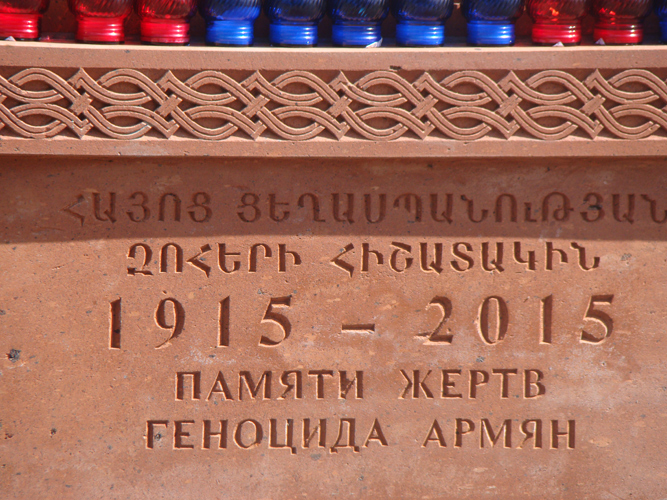 ՀԱՅՈՑ ՑԵՂԱՍՊԱՆՈւԹՅԱՆ
ԶՈՀԵՐԻ ՀԻՇԱՏԱԿԻՆ
1915 – 2015
ПАМЯТИ ЖЕРТВ
ГЕНОЦИДА АРМЯН